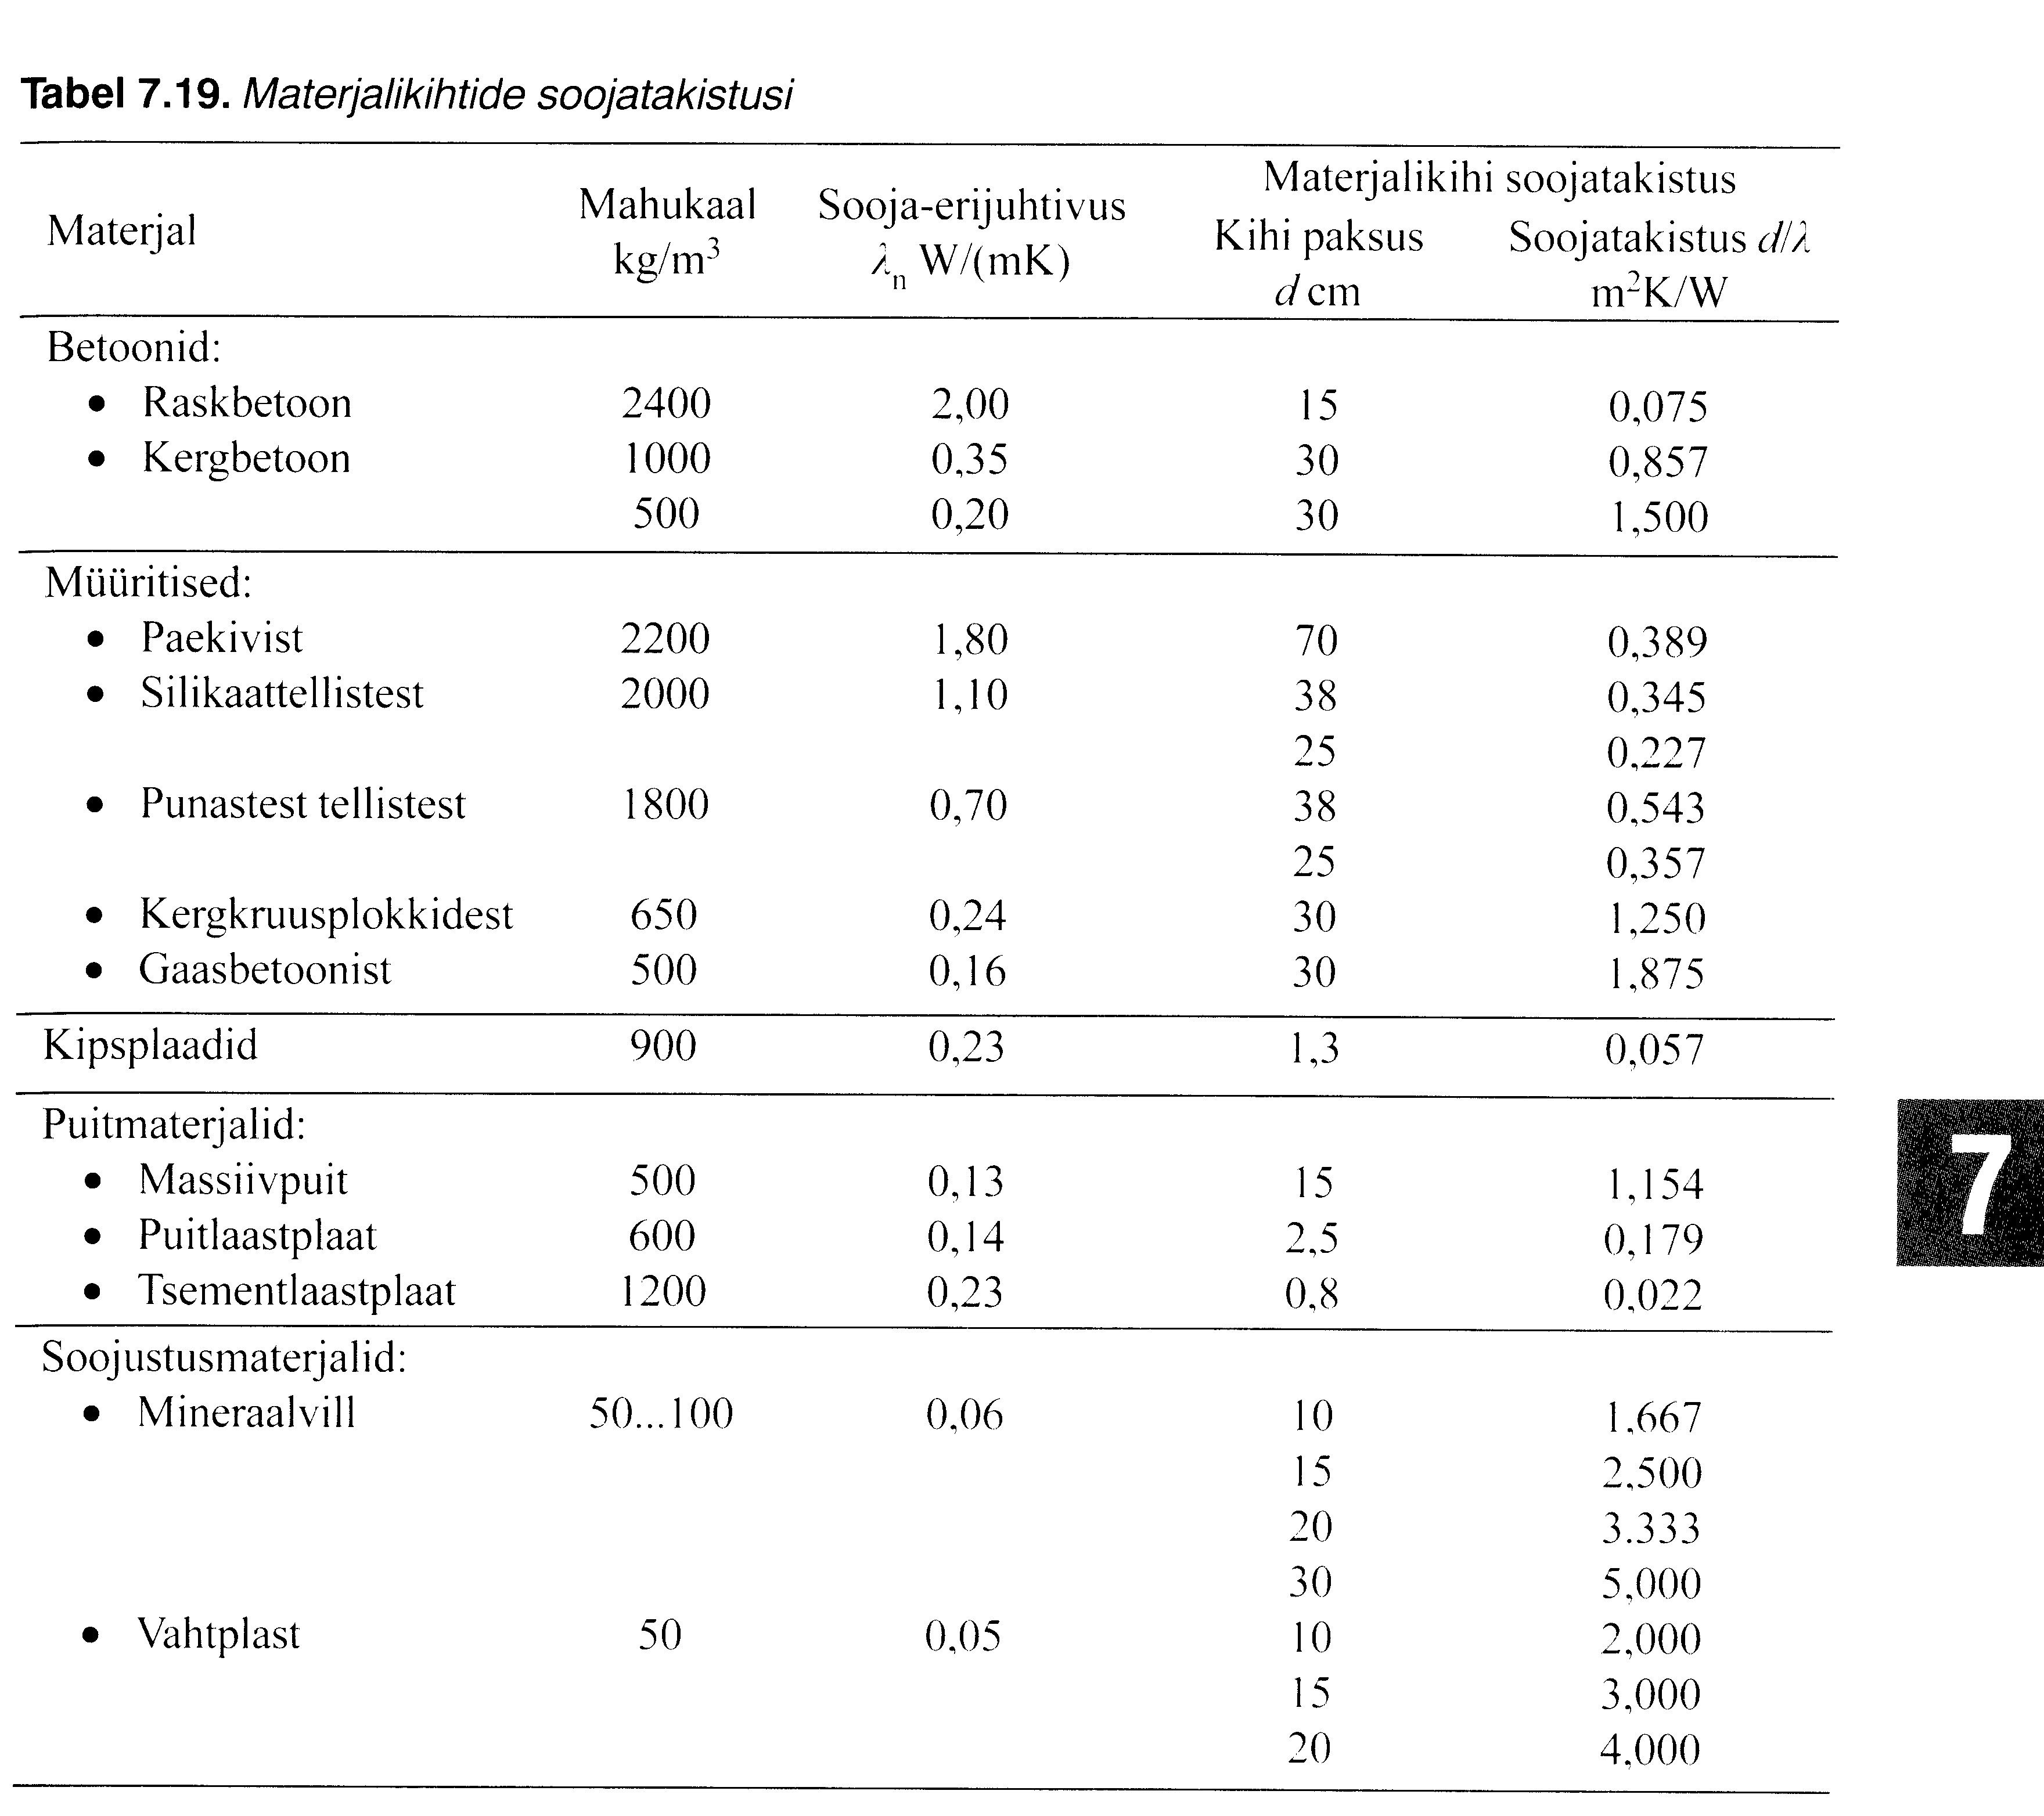 Tabel 7.19. Materjalikihtide soojatakistusi
Materjal Mahukaal kg/m³ Sooja-erijuhtivus λn W/(mK) Materjalikihi soojatakistus
Kihi paksus d cm Soojatakistus d/λ m²K/W
Betoonid:
• Raskbetoon 2400 2,00 15 0,075
• Kergbetoon 1000 0,35 30 0,857
500 0,20 30 1,500
Müüritised:
• Paekivist 2200 1,80 70 0,389
• Silikaattellistest 2000 1,10 38 0,345
25 0,227
• Punastest tellistest 1800 0,70 38 0,543
25 0,357
• Kergkruusplokkidest 650 0,24 30 1,250
• Gaasbetoonist 500 0,16 30 1,875
Kipsplaadid 900 0,23 1,3 0,057
Puitmaterjalid:
• Massiivpuit 500 0,13 15 1,154
• Puitlaastplaat 600 0,14 2,5 0,179
• Tsementlaastplaat 1200 0,23 0,8 0,022
Soojustusmaterjalid:
• Mineraalvill 50...100 0,06 10 1,667
15 2,500
20 3.333
30 5,000
• Vahtplast 50 0,05 10 2,000
15 3,000
20 4,000
7